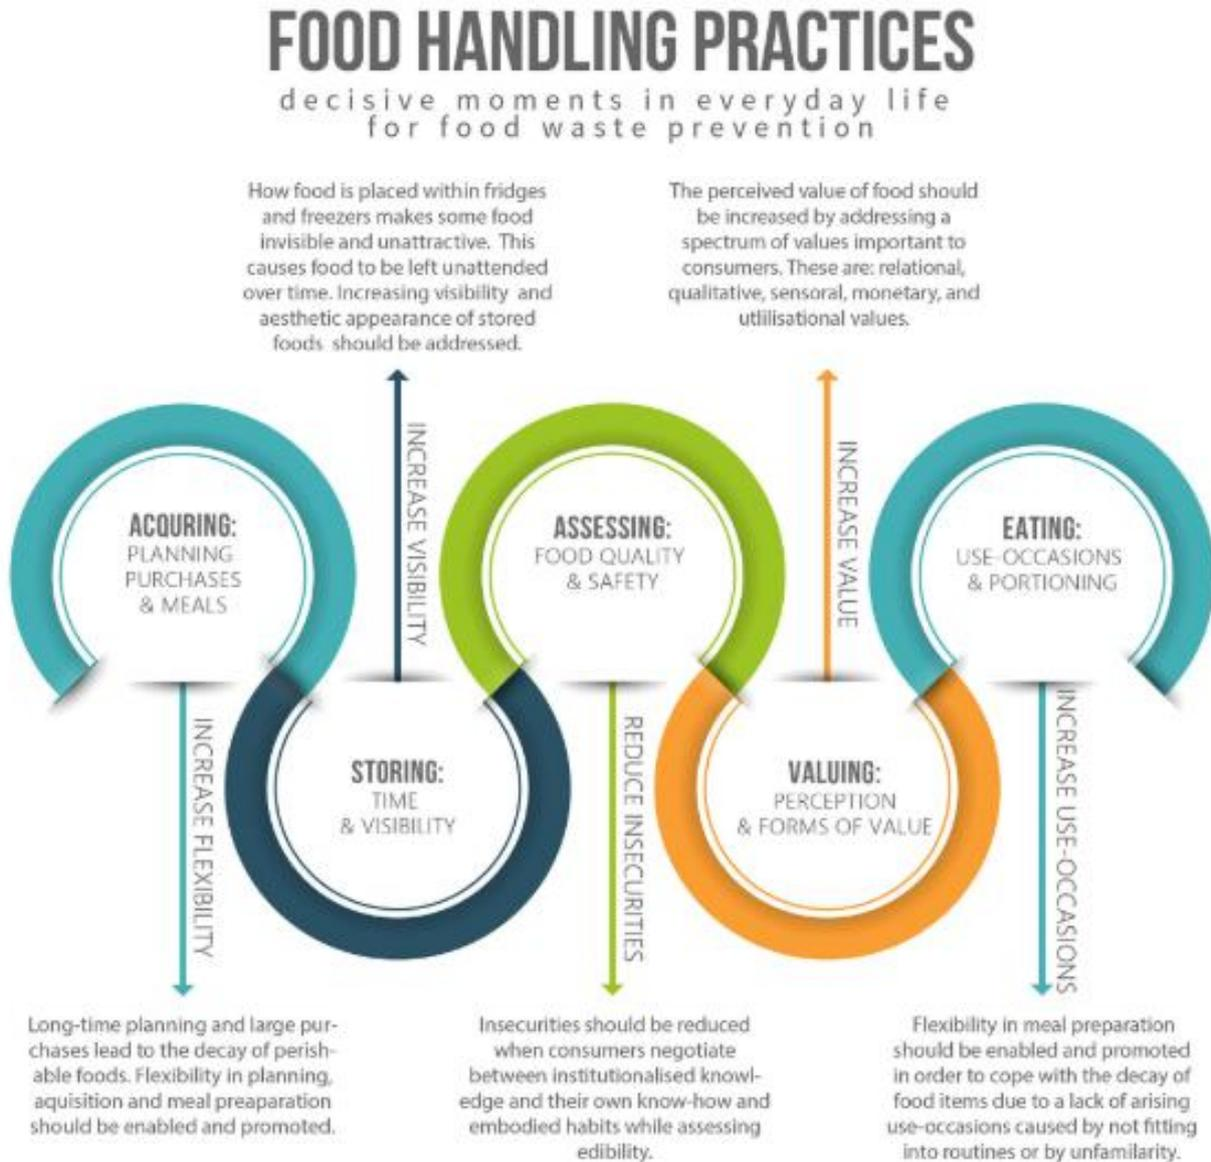 FOOD HANDLING PRACTICES
decisive moments in everyday life
for food waste prevention
How food is placed within fridges
and freezers makes some food
invisible and unattractive. This
causes food to be left unattended
over time. Increasing visibility and
aesthetic appearance of stored
foods should be addressed.
The perceived value of food should
be increased by addressing a
spectrum of values important to
consumers. These are: relational,
qualitative, sensoral, monetary, and
utlilisational values.
ACQURING:
PLANNING
PURCHASES
& MEALS
INCREASE VISIBILITY
ASSESSING:
FOOD QUALITY
& SAFETY
INCREASE VALUE
EATING:
USE-OCCASIONS
& PORTIONING
INCREASE FLEXIBILITY
STORING:
TIME
& VISIBILITY
REDUCE INSECURITIES
VALUING:
PERCEPTION
& FORMS OF VALUE
INCREASE USE-OCCASIONS
Long-time planning and large pur-
chases lead to the decay of perish-
able foods. Flexibility in planning,
aquisition and meal preaparation
should be enabled and promoted.
Insecurities should be reduced
when consumers negotiate
between institutionalised knowl-
edge and their own know-how and
embodied habits while assessing
edibility.
Flexibility in meal preparation
should be enabled and promoted
in order to cope with the decay of
food items due to a lack of arising
use-occasions caused by not fitting
into routines or by unfamilarity.